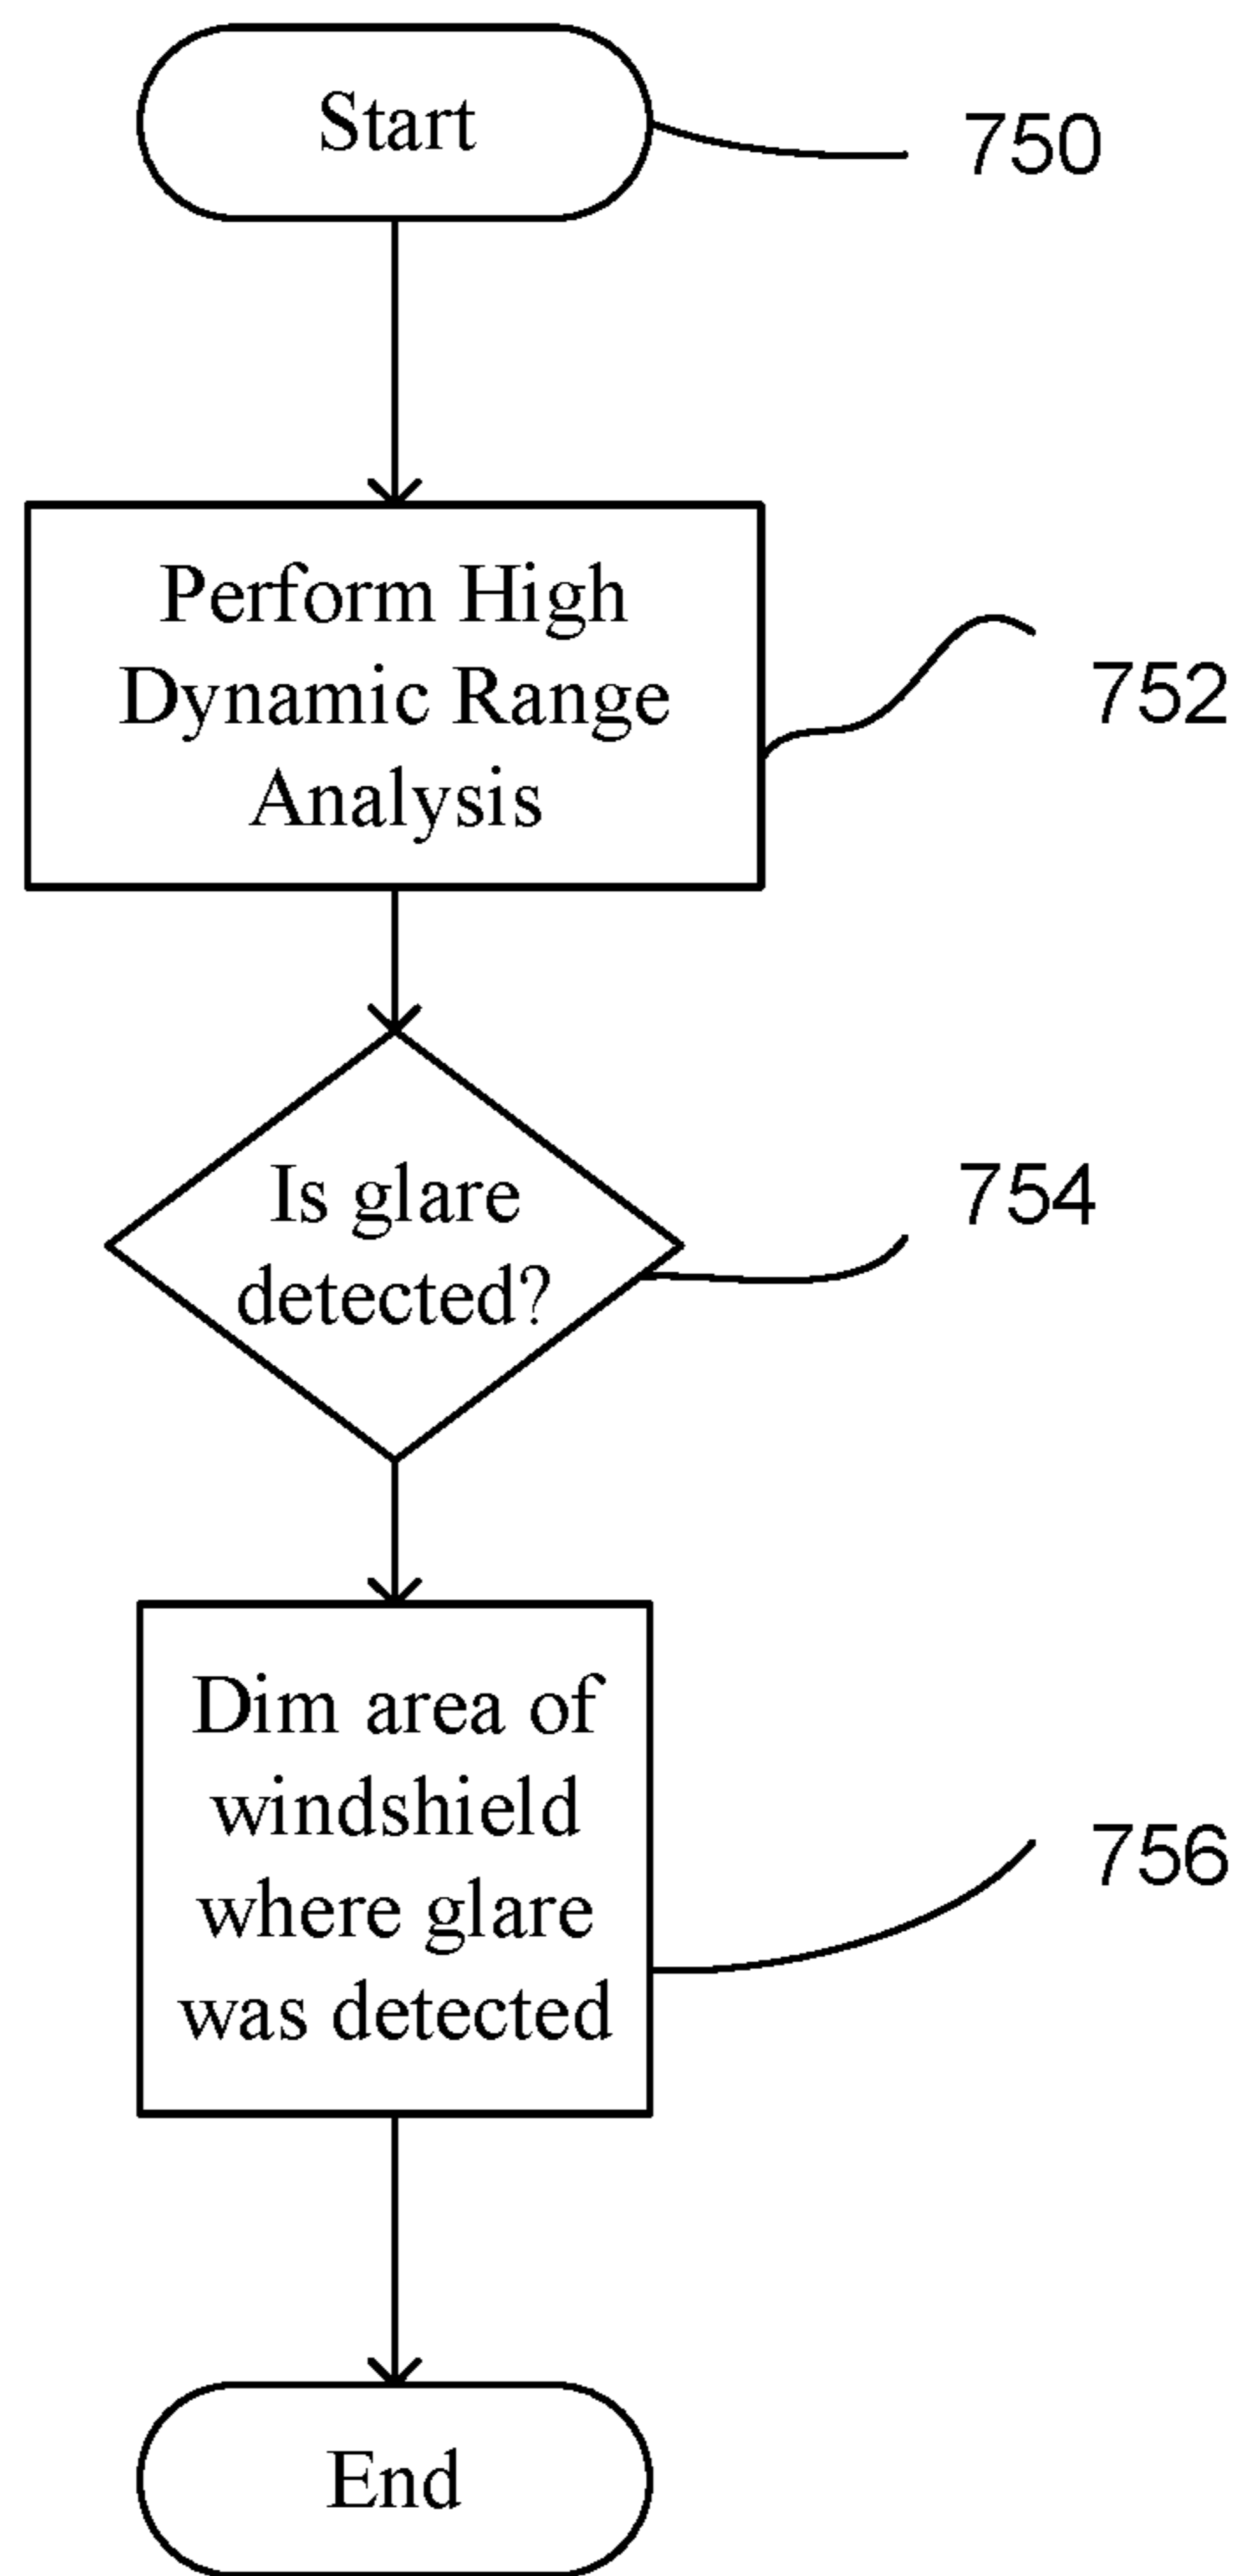 Start
750
Perform High
Dynamic Range
Analysis
752
Is glare
detected?
754
Dim area of
windshield
where glare
was detected
756
End